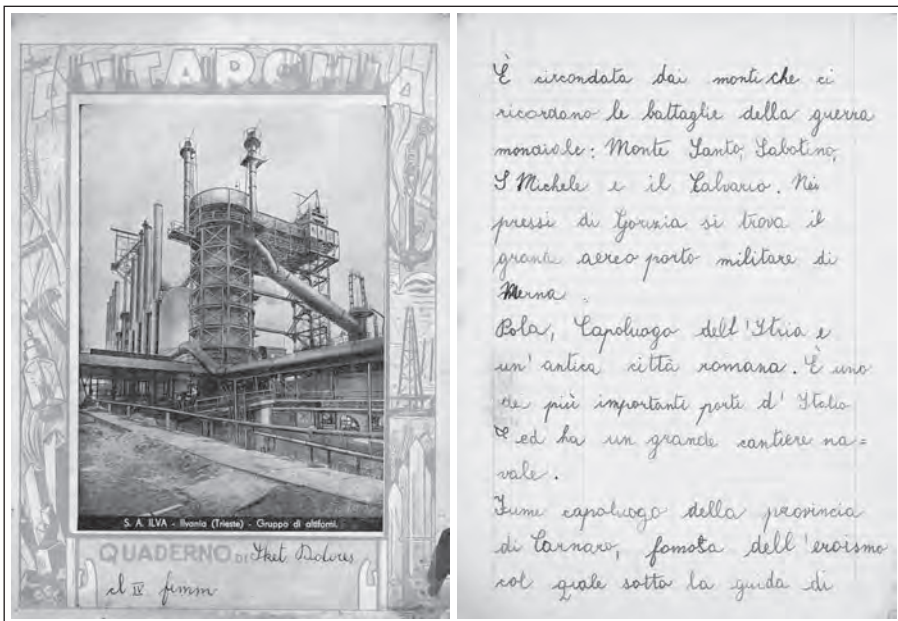 AUTARCHIA
S. A. ILVA - Ilvania (Trieste) - Gruppo di altiforni.
QUADERNO DI Sket Dolores
cl IV femm
È circondata dai monti che ci
ricordano le battaglie della guerra
mondiale: Monte Santo, Sabotino,
S Michele e il Calvario. Nei
pressi di Gorizia si trova il
grande aereo porto militare di
Merna.
Pola, Capoluogo dell'Istria e
un'antica città romana. È uno
de più importanti porti d'Italia
ed ha un grande cantiere na=
vale.
Fume capoluogo della provincia
di Carnaro, famosa dell'eroismo
col quale sotto la guida di